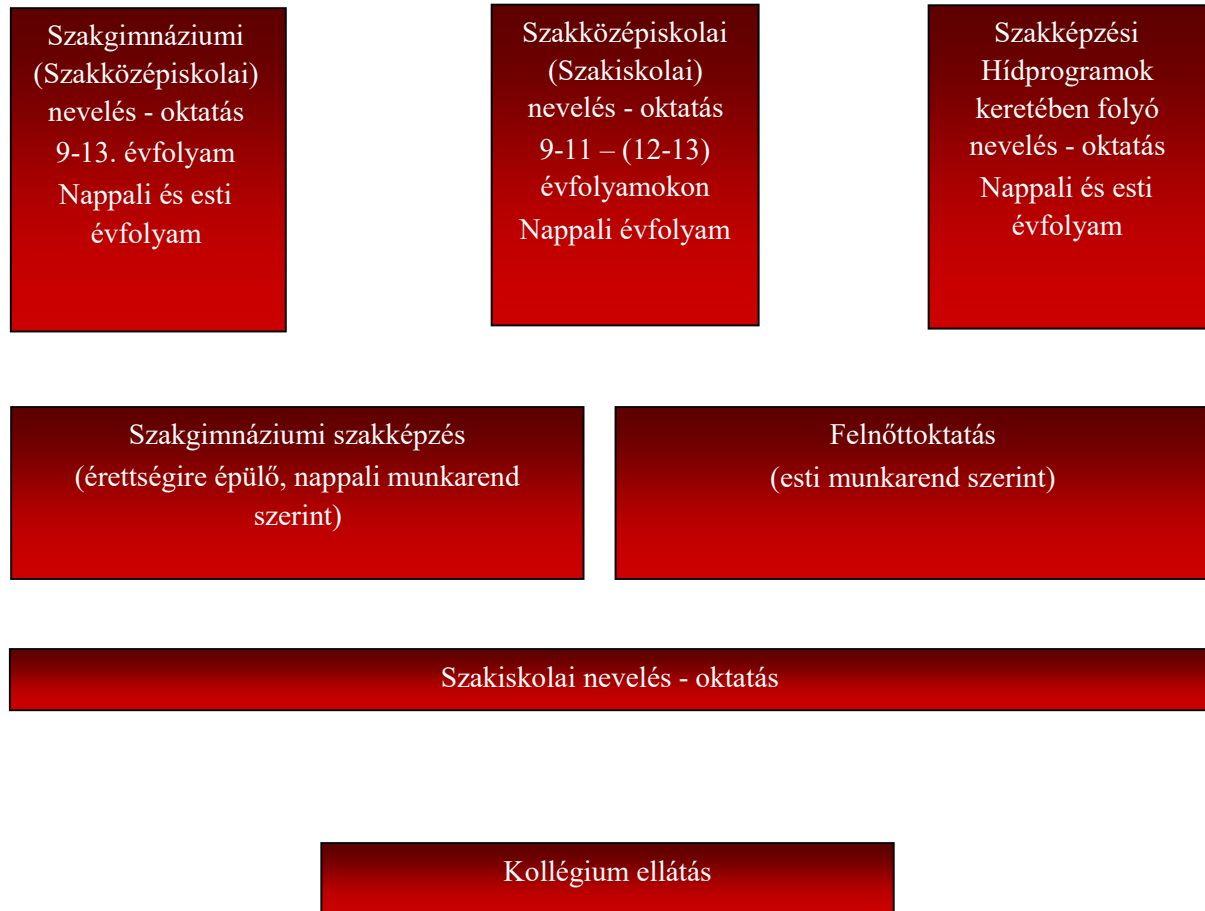 Szakgimnáziumi
(Szakközépiskolai)
nevelés - oktatás
9-13. évfolyam
Nappali és esti
évfolyam
Szakközépiskolai
(Szakiskolai)
nevelés - oktatás
9-11 – (12-13)
évfolyamokon
Nappali évfolyam
Szakképzési
Hídprogramok
keretében folyó
nevelés - oktatás
Nappali és esti
évfolyam
Szakgimnáziumi szakképzés
(érettségire épülő, nappali munkarend
szerint)
Felnőttoktatás
(esti munkarend szerint)
Szakiskolai nevelés - oktatás
Kollégium ellátás